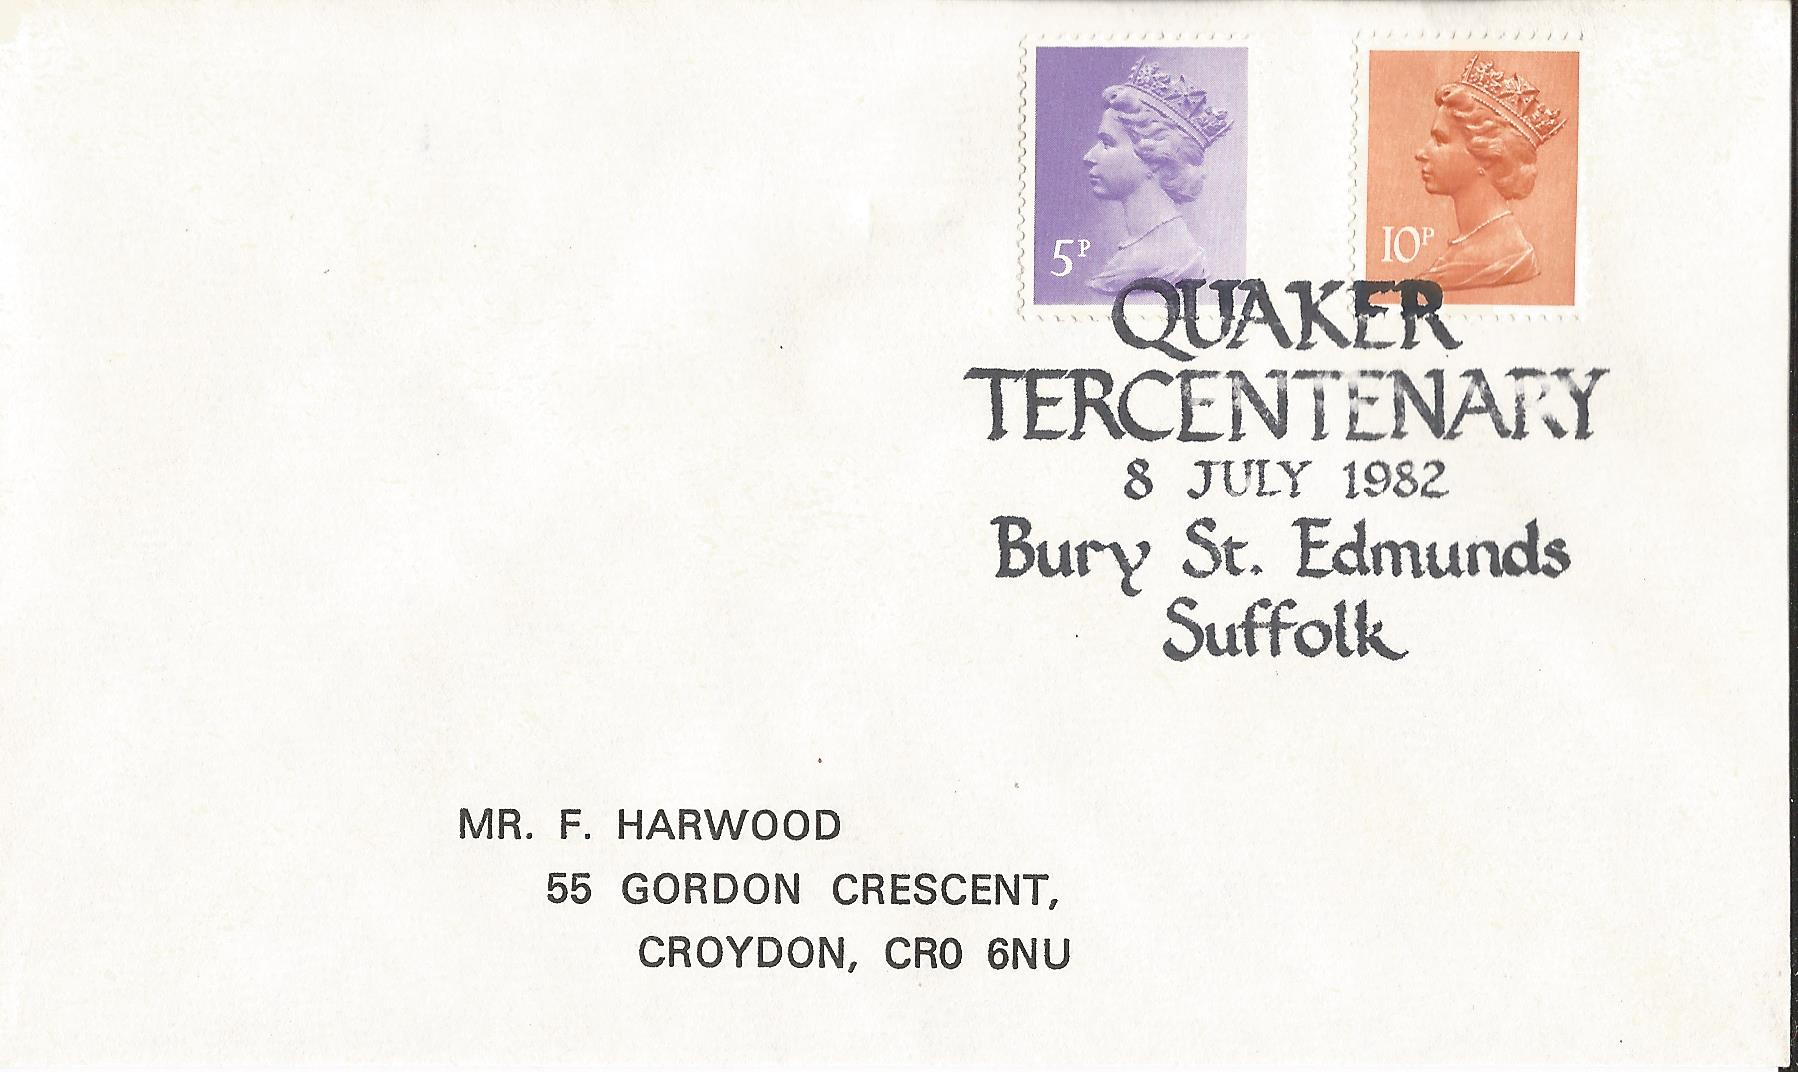 5P
10P
QUAKER
TERCENTENARY
8 JULY 1982
Bury St. Edmunds
Suffolk
MR. F. HARWOOD
55 GORDON CRESCENT,
CROYDON, CR0 6NU